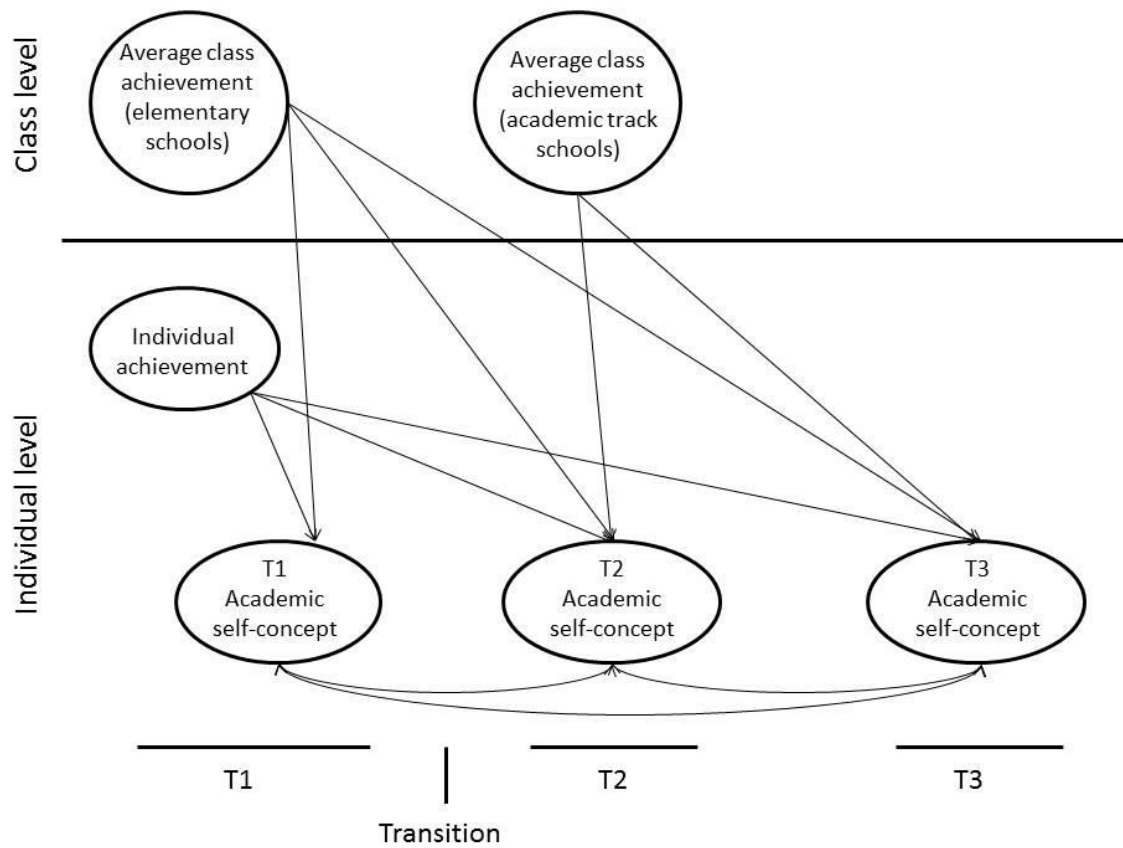 Class level
Average class
achievement
(elementary
schools)
Average class
achievement
(academic track
schools)
Individual level
Individual
achievement
T1
Academic
self-concept
T2
Academic
self-concept
T3
Academic
self-concept
T1
T2
T3
Transition